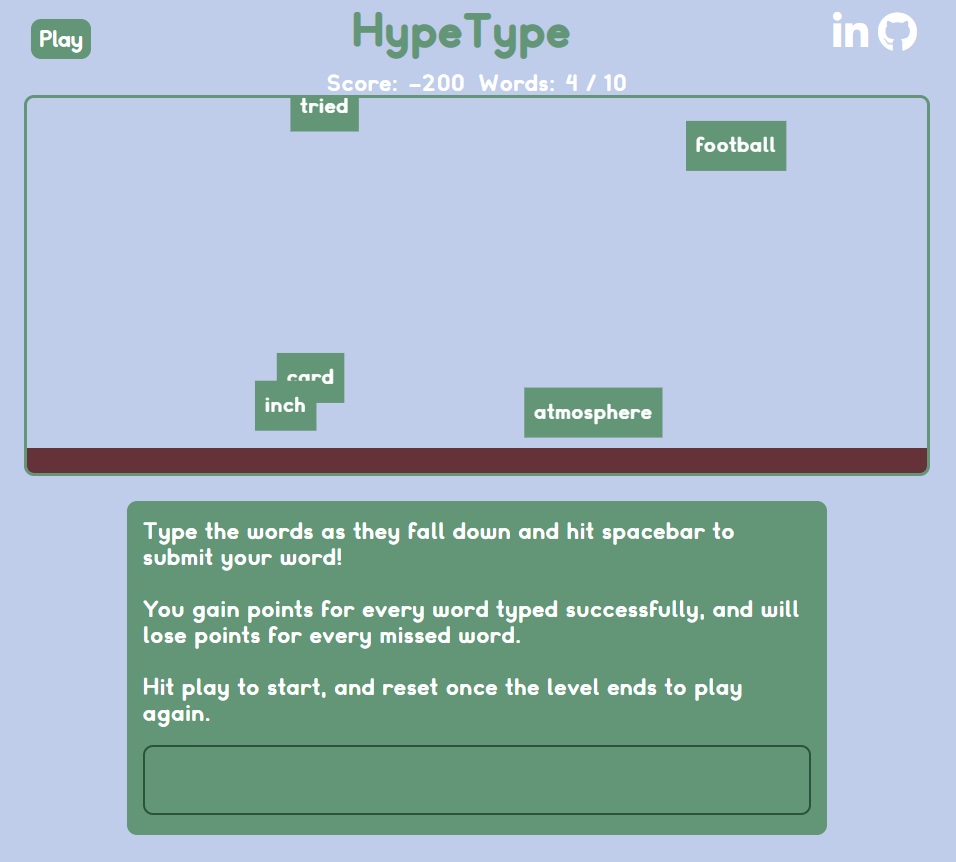 Play
HypeType
in
Score: -200 Words: 4 / 10
tried
football
card
inch
atmosphere
Type the words as they fall down and hit spacebar to
submit your word!
You gain points for every word typed successfully, and will
lose points for every missed word.
Hit play to start, and reset once the level ends to play
again.